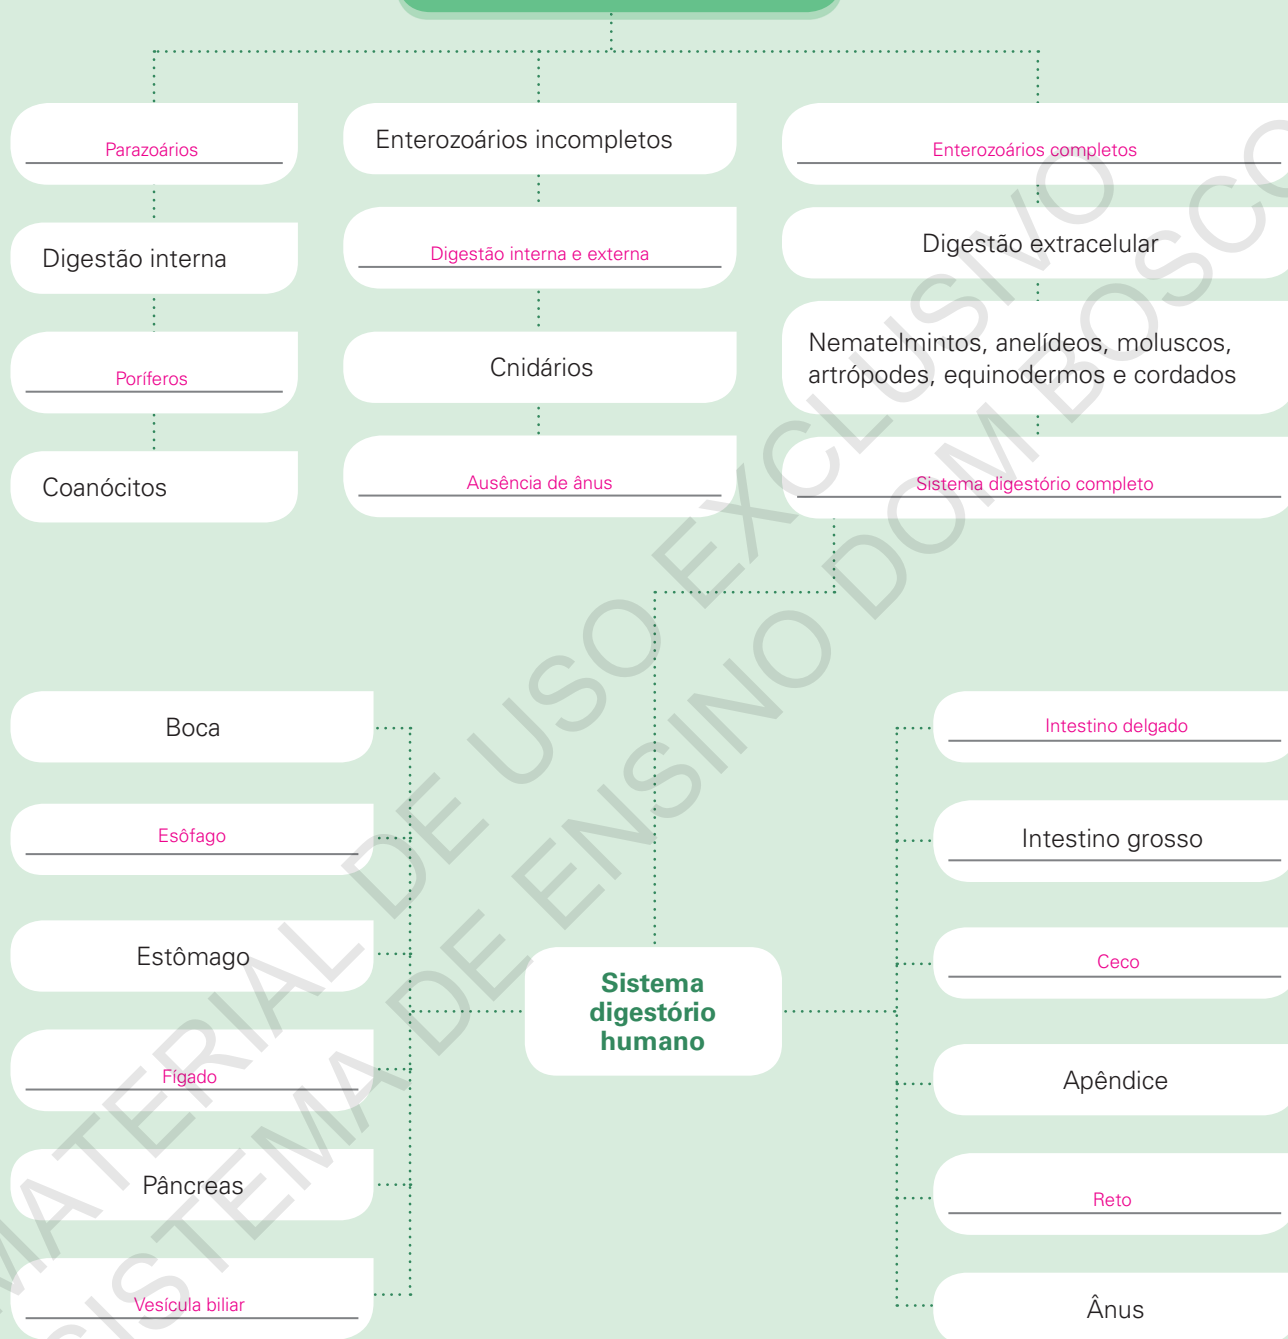 Parazoários
Digestão interna
Poríferos
Coanócitos
Enterozoários incompletos
Digestão interna e externa
Cnidários
Ausência de ânus
Enterozoários completos
Digestão extracelular
Nematelmintos, anelídeos, moluscos,
artrópodes, equinodermos e cordados
Sistema digestório completo
Sistema
digestório
humano
Boca
Esôfago
Estômago
Fígado
Pâncreas
Vesícula biliar
Intestino delgado
Intestino grosso
Ceco
Apêndice
Reto
Ânus
MATERIAL DE USO EXCLUSIVO
SISTEMA DE ENSINO DOM BOSCO